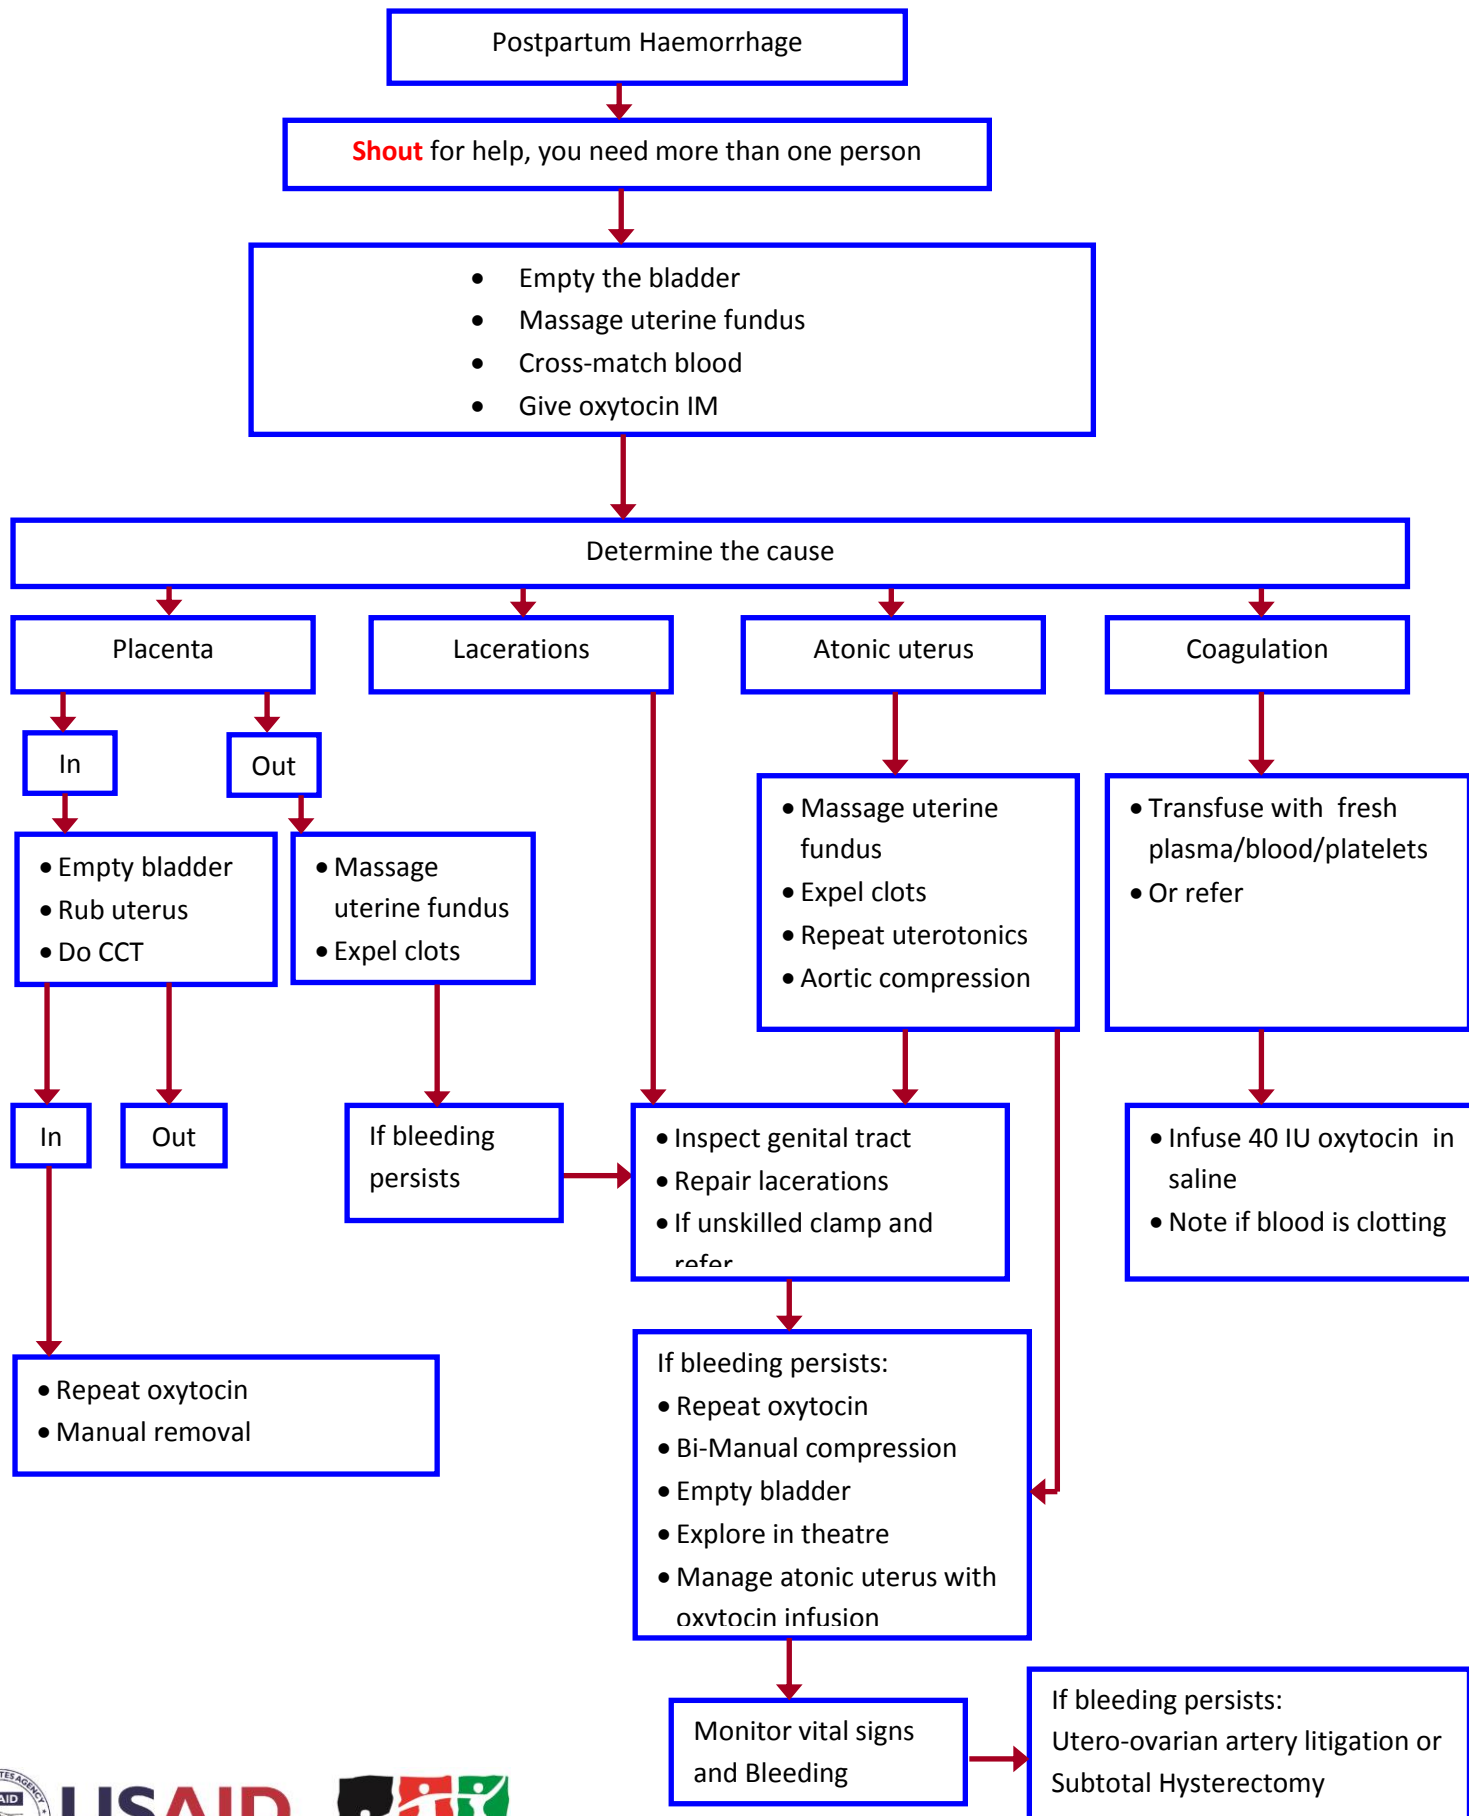 Postpartum Haemorrhage
Shout for help, you need more than one person
• Empty the bladder
• Massage uterine fundus
• Cross-match blood
• Give oxytocin IM
Determine the cause
Placenta
Lacerations
Atonic uterus
Coagulation
In
Out
• Empty bladder
• Rub uterus
• Do CCT
• Massage
uterine fundus
• Expel clots
• Massage uterine
fundus
• Expel clots
• Repeat uterotonics
• Aortic compression
• Transfuse with fresh
plasma/blood/platelets
• Or refer
In
Out
If bleeding
persists
• Inspect genital tract
• Repair lacerations
• If unskilled clamp and
refer
• Infuse 40 IU oxytocin in
saline
• Note if blood is clotting
• Repeat oxytocin
• Manual removal
If bleeding persists:
• Repeat oxytocin
• Bi-Manual compression
• Empty bladder
• Explore in theatre
• Manage atonic uterus with
oxytocin infusion
Monitor vital signs
and Bleeding
If bleeding persists:
Utero-ovarian artery litigation or
Subtotal Hysterectomy
USAID